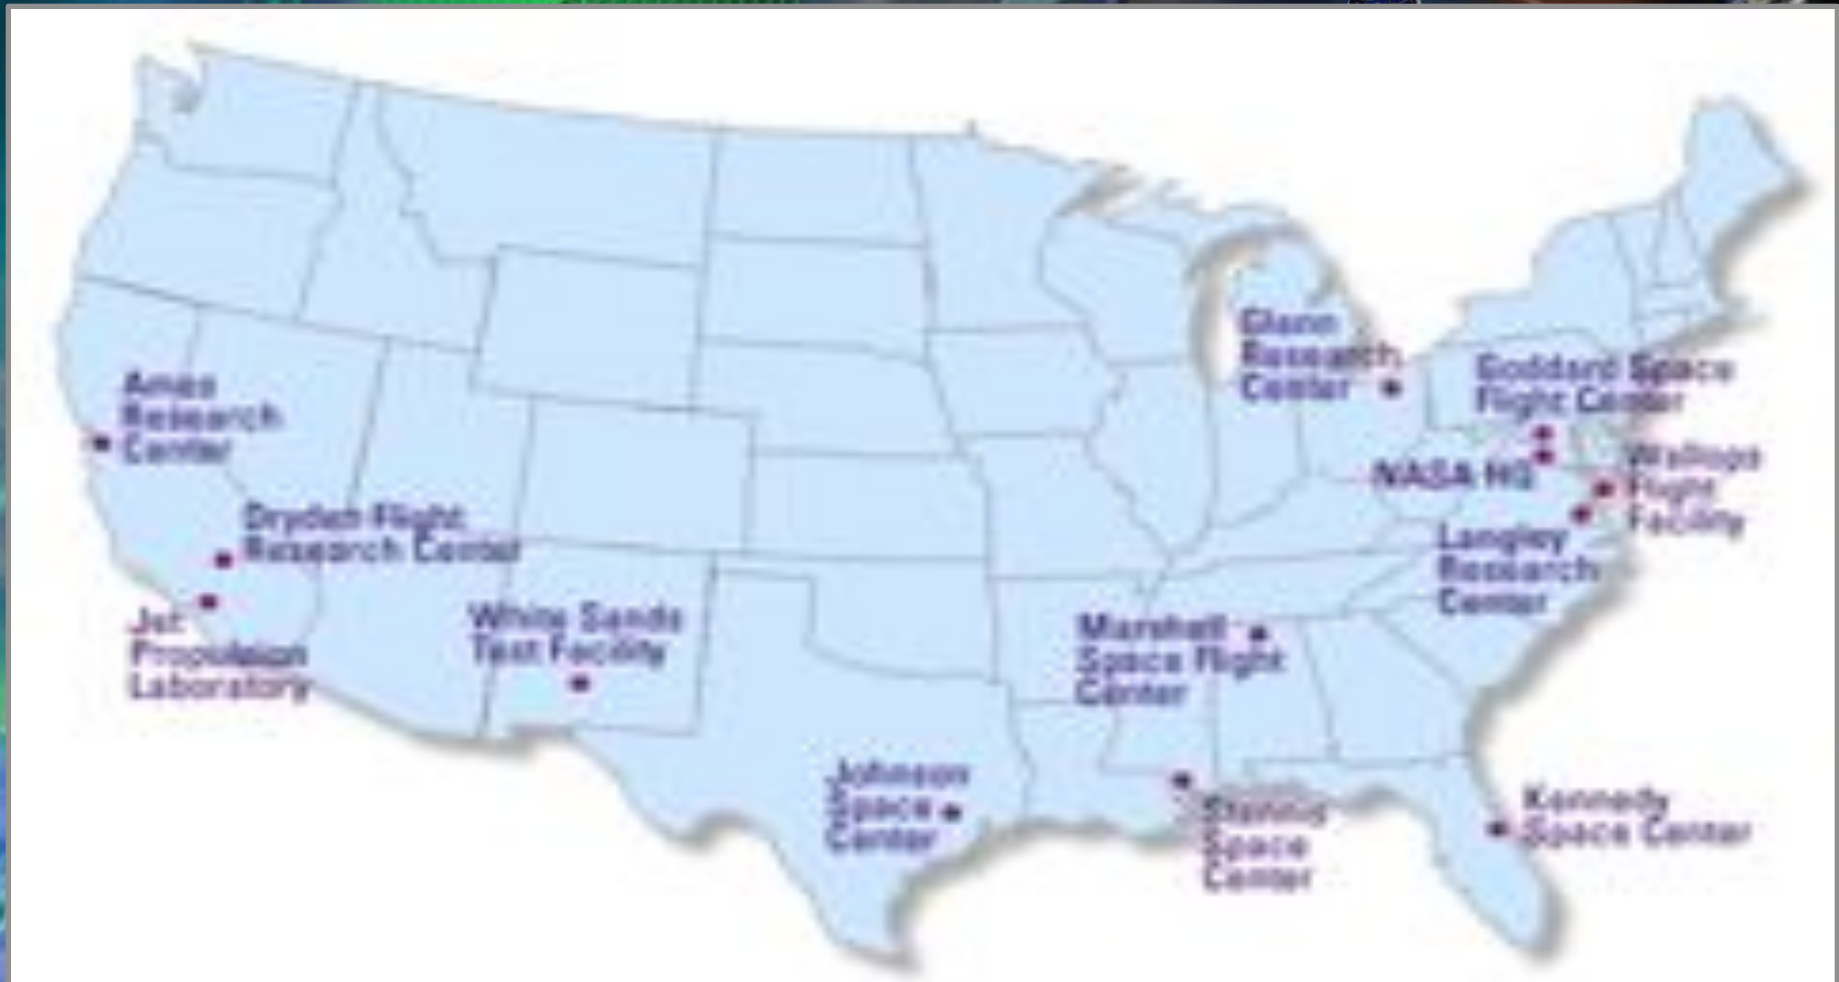 Glenn
Research
Center
Goddard Space
Flight Center
Ames
Research
Center
NASA HQ
Wallops
Flight
Facility
Dryden Flight
Research Center
Langley
Research
Center
Jet
Propulsion
Laboratory
White Sands
Test Facility
Marshall
Space Flight
Center
Johnson
Space
Center
Stennis
Space
Center
Kennedy
Space Center